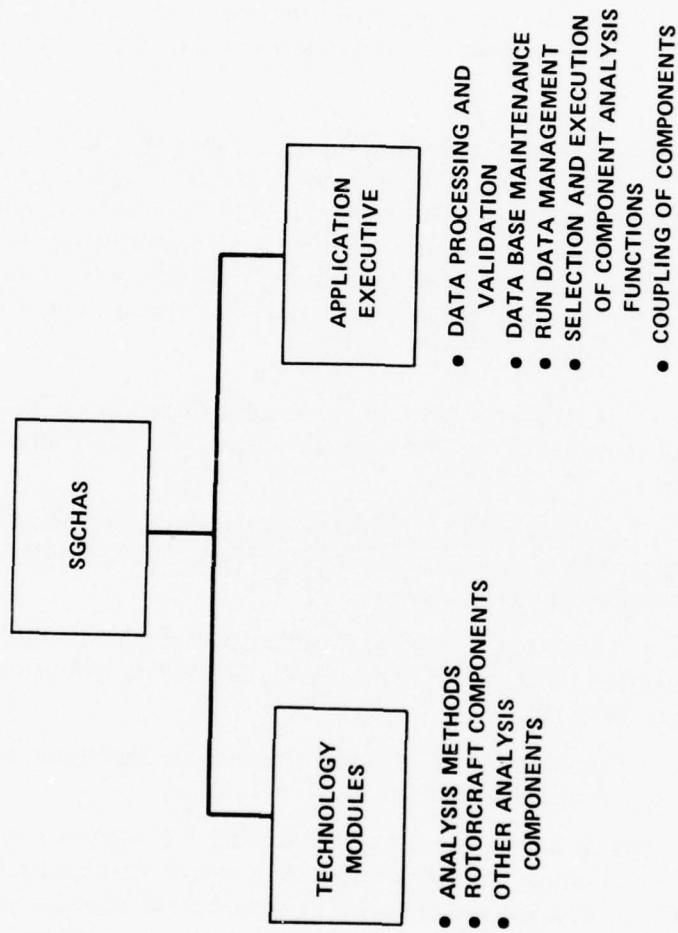 SGCHAS
TECHNOLOGY
MODULES
APPLICATION
EXECUTIVE
• ANALYSIS METHODS
• ROTORCRAFT COMPONENTS
• OTHER ANALYSIS
COMPONENTS
• DATA PROCESSING AND
VALIDATION
• DATA BASE MAINTENANCE
• RUN DATA MANAGEMENT
• SELECTION AND EXECUTION
OF COMPONENT ANALYSIS
FUNCTIONS
• COUPLING OF COMPONENTS